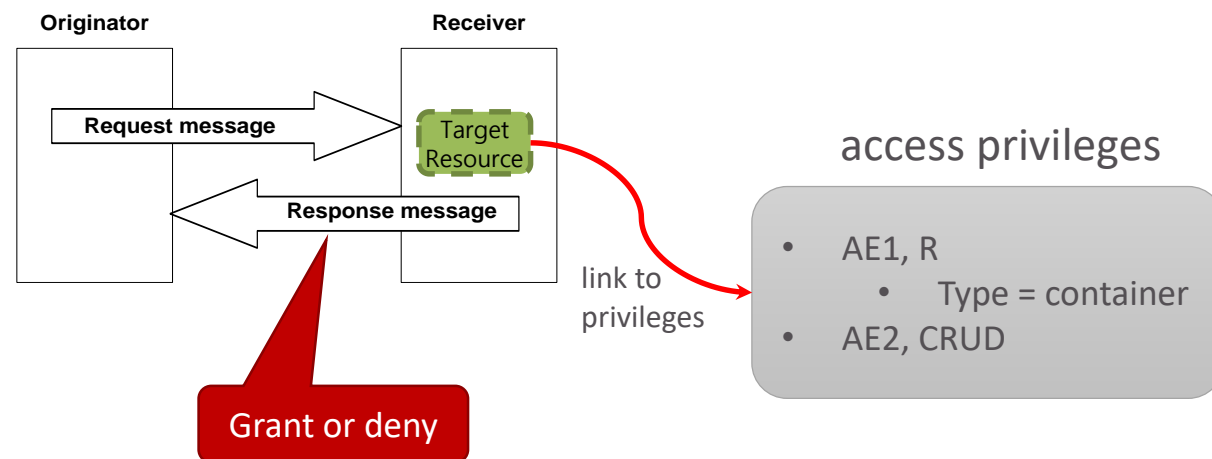 Originator
Receiver
Request message
Target
Resource
Response message
link to
privileges
Grant or deny
access privileges
• AE1, R
• Type = container
• AE2, CRUD